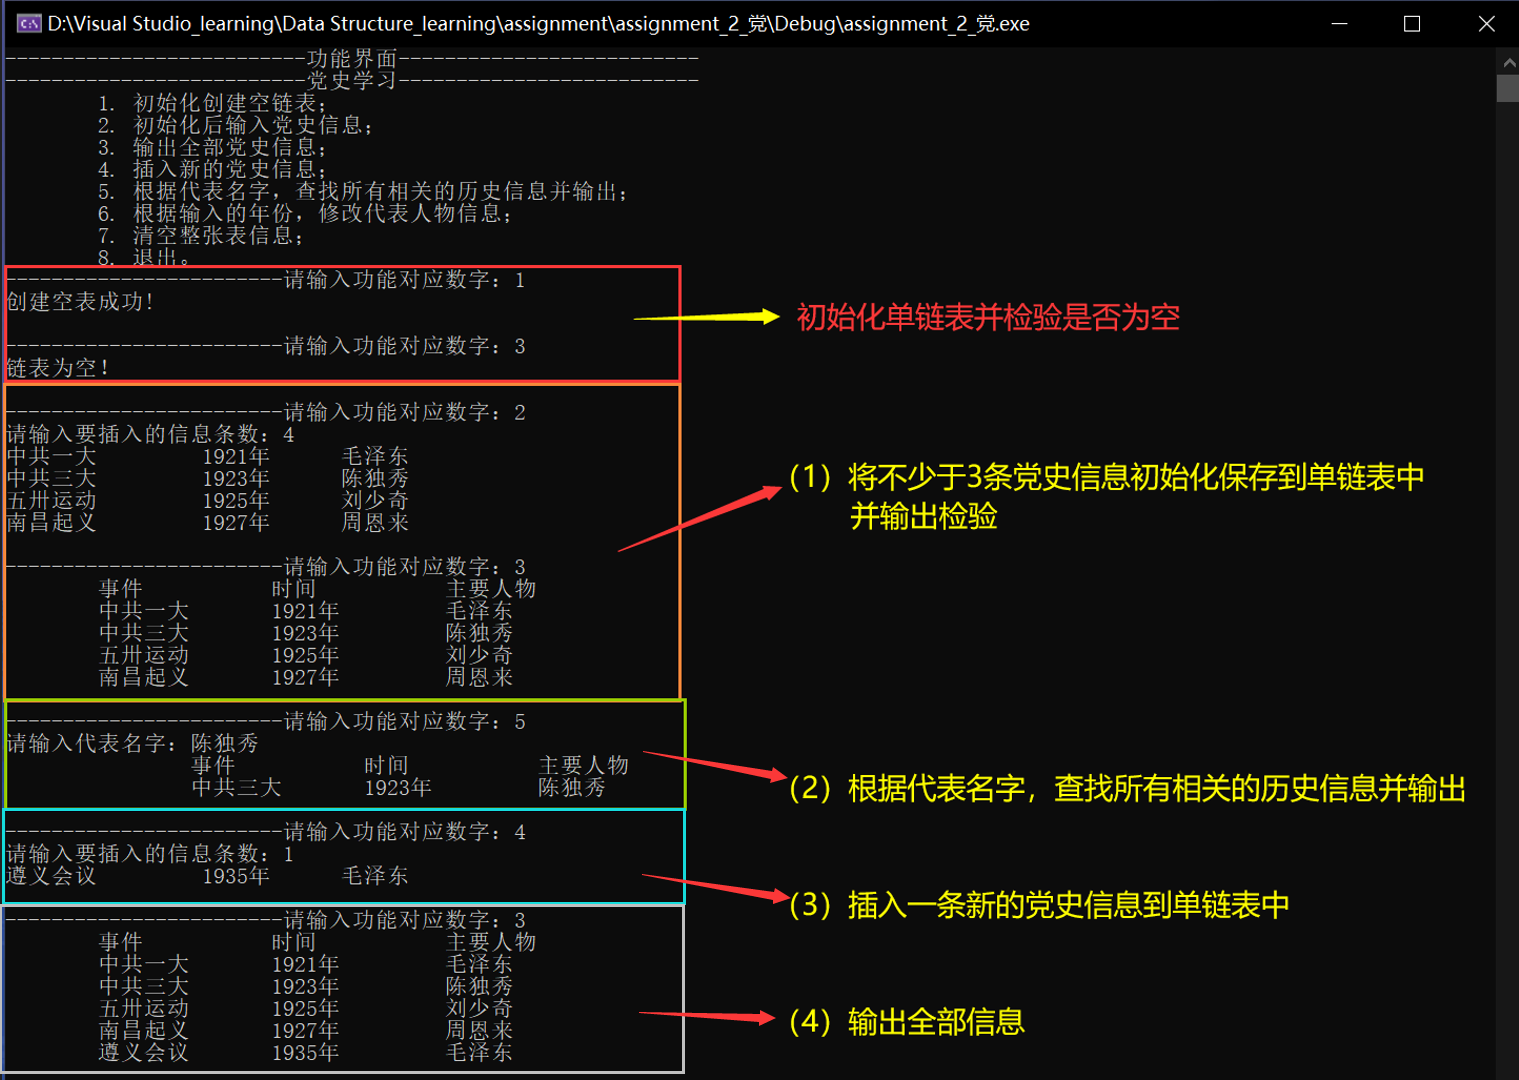 D:\Visual Studio_learning\Data Structure_learning\assignment\assignment_2_党\Debug\assignment_2_党.exe
--------------------------功能界面--------------------------
--------------------------党史学习--------------------------
1. 初始化创建空链表；
2. 初始化后输入党史信息；
3. 输出全部党史信息；
4. 插入新的党史信息；
5. 根据代表名字，查找所有相关的历史信息并输出；
6. 根据输入的年份，修改代表人物信息；
7. 清空整张表信息；
8. 退出。
------------------------请输入功能对应数字：1
创建空表成功！
初始化单链表并检验是否为空
------------------------请输入功能对应数字：3
链表为空！
------------------------请输入功能对应数字：2
请输入要插入的信息条数：4
中共一大 1921年 毛泽东
中共三大 1923年 陈独秀
五卅运动 1925年 刘少奇
南昌起义 1927年 周恩来
（1）将不少于3条党史信息初始化保存到单链表中
并输出检验
------------------------请输入功能对应数字：3
事件 时间 主要人物
中共一大 1921年 毛泽东
中共三大 1923年 陈独秀
五卅运动 1925年 刘少奇
南昌起义 1927年 周恩来
------------------------请输入功能对应数字：5
请输入代表名字：陈独秀
事件 时间 主要人物
中共三大 1923年 陈独秀
（2）根据代表名字，查找所有相关的历史信息并输出
------------------------请输入功能对应数字：4
请输入要插入的信息条数：1
遵义会议 1935年 毛泽东
（3）插入一条新的党史信息到单链表中
------------------------请输入功能对应数字：3
事件 时间 主要人物
中共一大 1921年 毛泽东
中共三大 1923年 陈独秀
五卅运动 1925年 刘少奇
南昌起义 1927年 周恩来
遵义会议 1935年 毛泽东
（4）输出全部信息